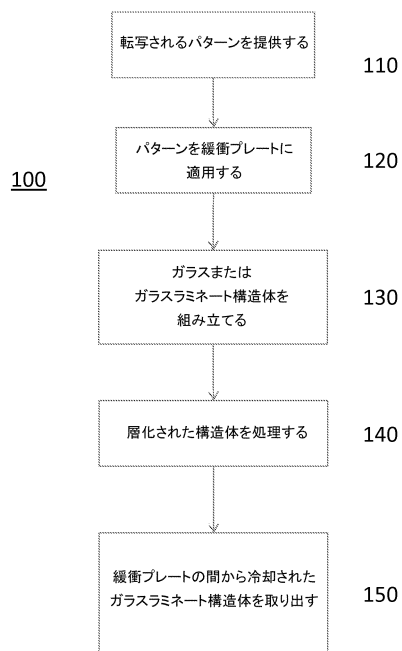 転写されるパターンを提供する
110
パターンを緩衝プレートに
適用する
120
100
ガラスまたは
ガラスラミネート構造体を
組み立てる
130
層化された構造体を処理する
140
緩衝プレートの間から冷却された
ガラスラミネート構造体を取り出す
150